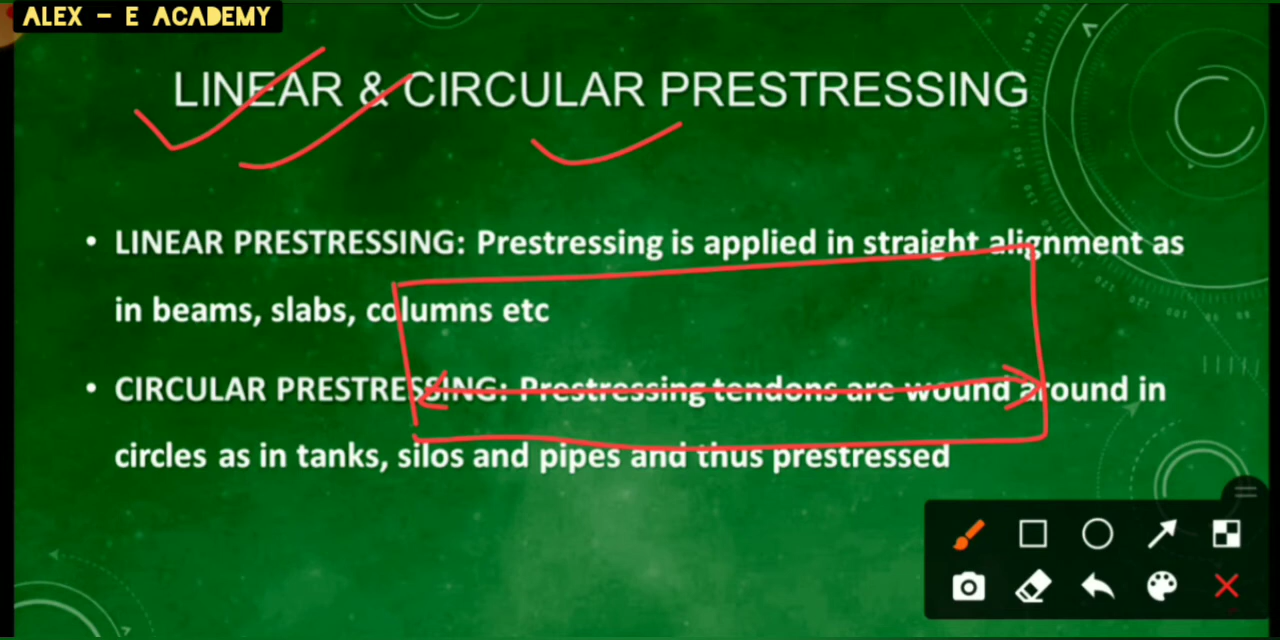 ALEX - E ACADEMY
LINEAR & CIRCULAR PRESTRESSING
• LINEAR PRESTRESSING: Prestressing is applied in straight alignment as
in beams, slabs, columns etc
• CIRCULAR PRESTRESSING: Prestressing tendons are wound around in
circles as in tanks, silos and pipes and thus prestressed